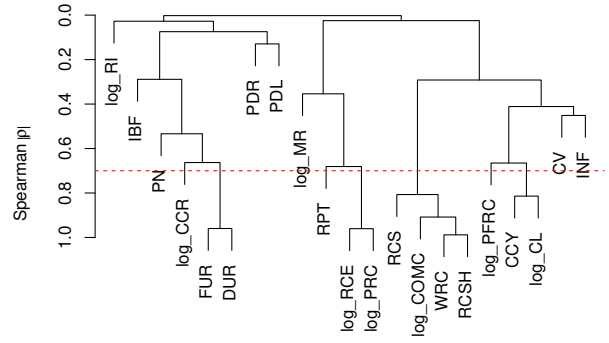 Spearman |ρ|
0.0
0.2
0.4
0.6
0.8
1.0
log_RI
IBF
PN
log_CCR
FUR
DUR
PDR
PDL
log_MR
RPT
log_RCE
log_PRC
RCS
log_COMC
WRC
RCSH
log_PFRC
CCY
log_CL
CV
INF